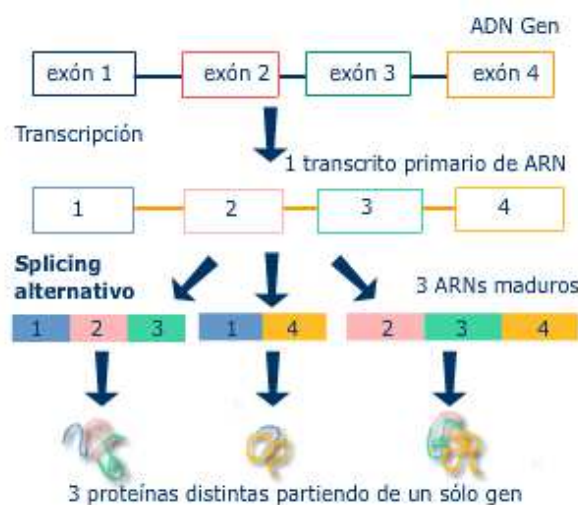 ADN Gen
exón 1 exón 2 exón 3 exón 4
Transcripción
1 transcrito primario de ARN
1 2 3 4
Splicing
alternativo
3 ARNs maduros
1 2 3 1 4 2 3 4
3 proteínas distintas partiendo de un sólo gen